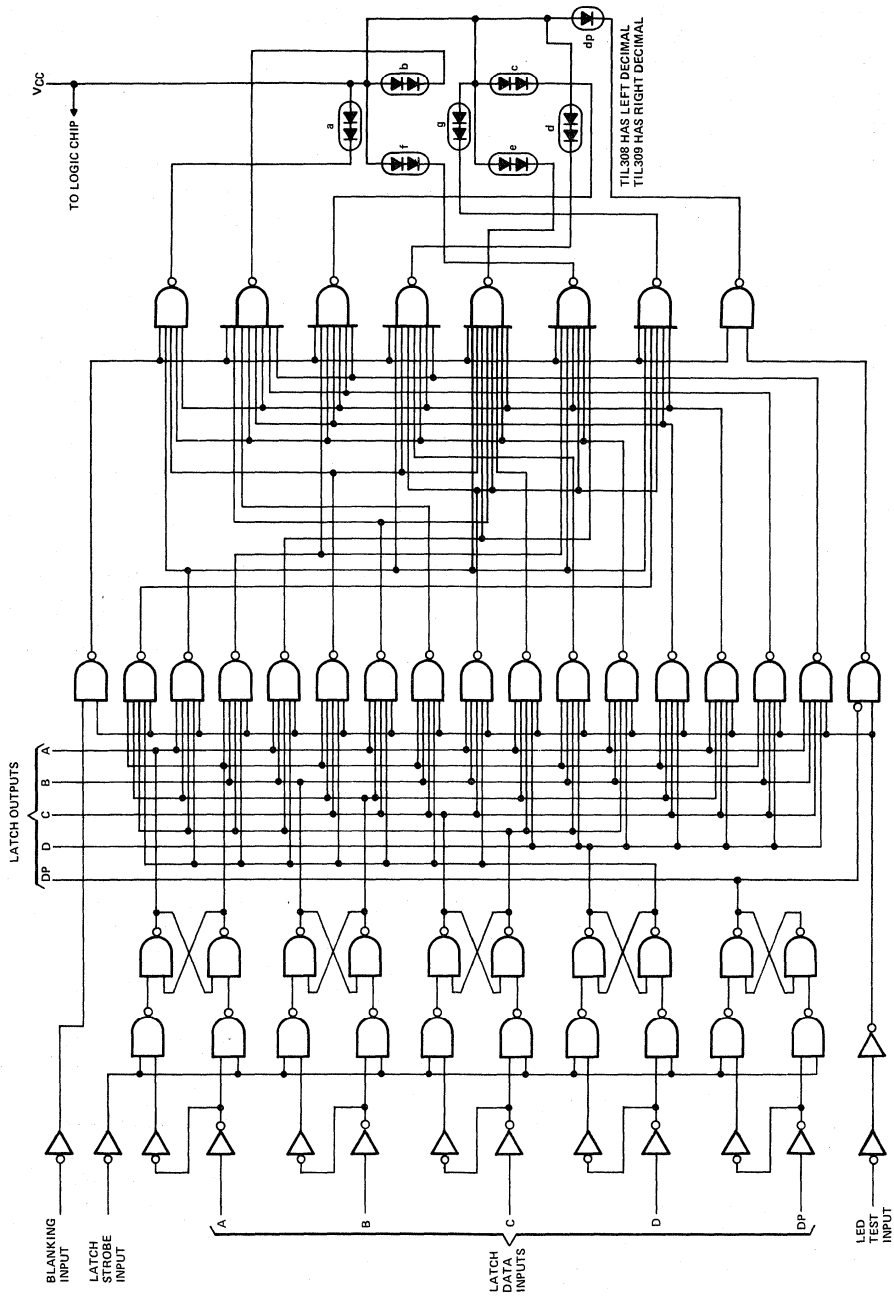 BLANKING
INPUT
LATCH
STROBE
INPUT
LATCH
DATA
INPUTS
A
B
C
D
DP
LED
TEST
INPUT
LATCH OUTPUTS
A
B
C
D
DP
VCC
TO LOGIC CHIP
a
b
f
g
c
e
d
dp
TIL308 HAS LEFT DECIMAL
TIL309 HAS RIGHT DECIMAL